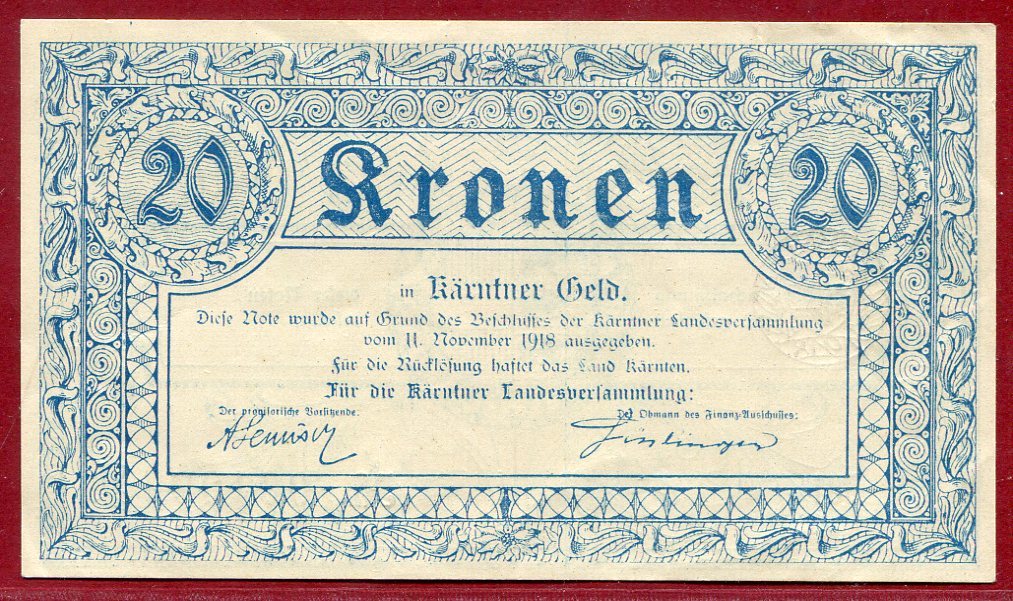 20 Kronen 20
in Kärntner Geld.
Diese Note wurde auf Grund des Beschlusses der Kärntner Landesversammlung
vom 11. November 1918 ausgegeben.
Für die Rücklösung haftet das Land Kärnten.
Für die Kärntner Landesversammlung:
Der provisorische Vorsitzende. Der Obmann des Finanz-Ausschusses: